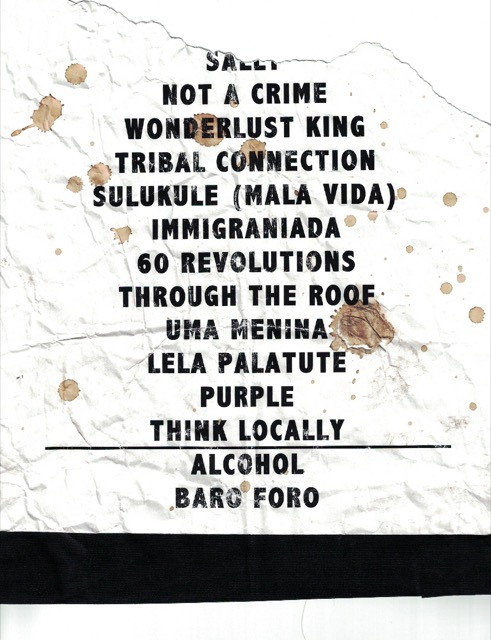 SALLY
NOT A CRIME
WONDERLUST KING
TRIBAL CONNECTION
SULUKULE (MALA VIDA)
IMMIGRANIADA
60 REVOLUTIONS
THROUGH THE ROOF
UMA MENINA
LELA PALATUTE
PURPLE
THINK LOCALLY
ALCOHOL
BARO FORO